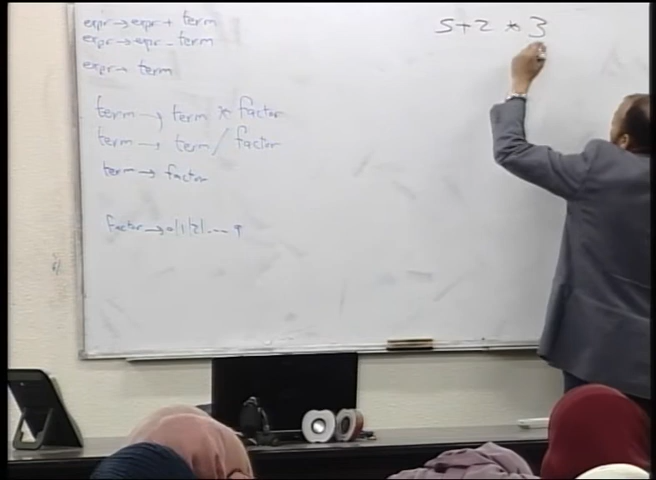 expr → expr + term
expr → expr - term
expr → term
term → term * factor
term → term / factor
term → factor
factor → 0|1|2|....9
5+2 * 3